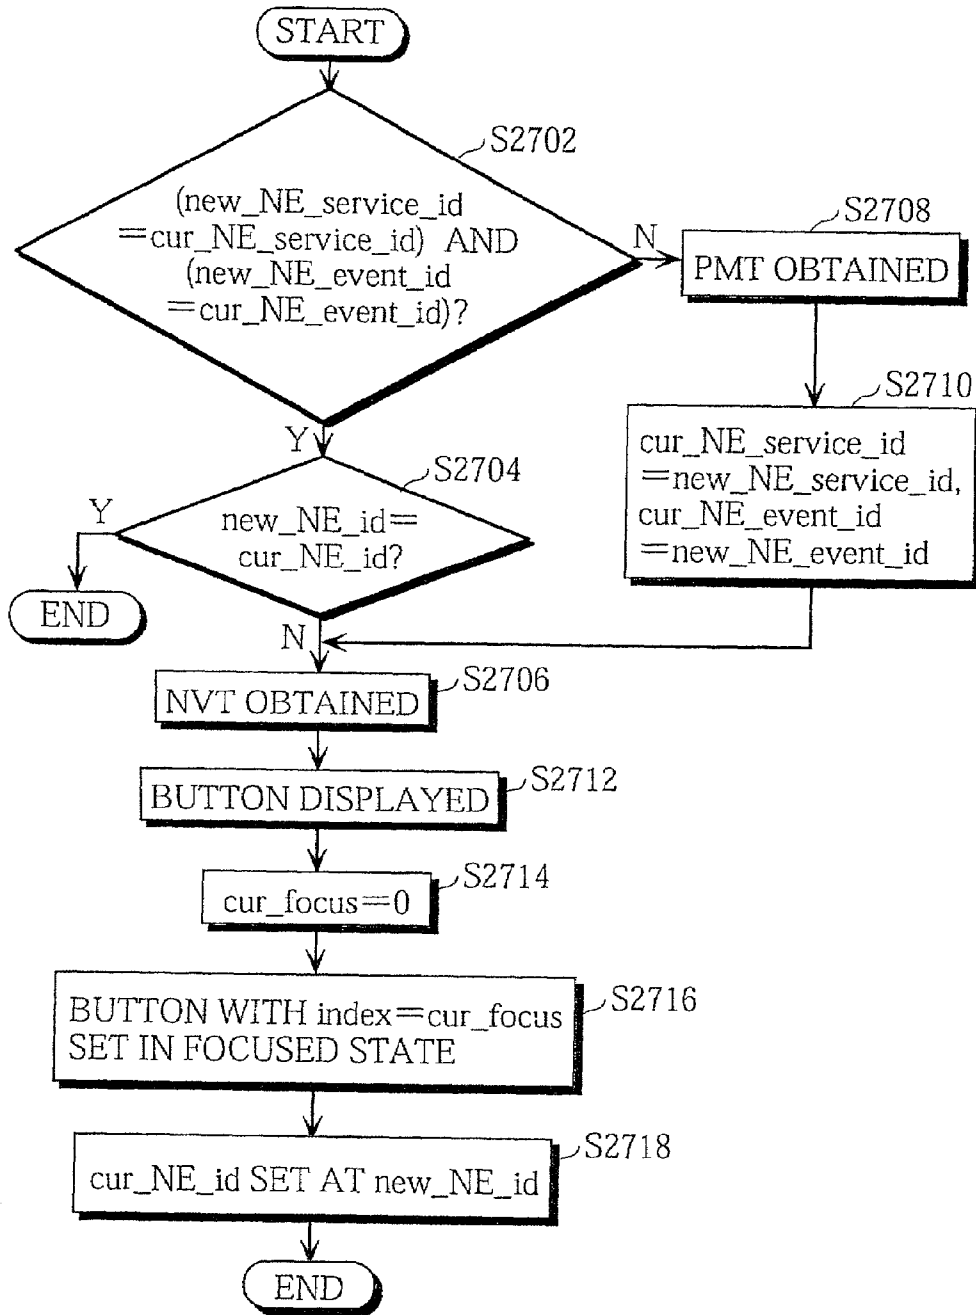 START
S2702
(new_NE_service_id
=cur_NE_service_id) AND
(new_NE_event_id
=cur_NE_event_id)?
N
S2708
PMT OBTAINED
S2710
cur_NE_service_id
=new_NE_service_id,
cur_NE_event_id
=new_NE_event_id
Y
S2704
new_NE_id=
cur_NE_id?
Y
END
N
S2706
NVT OBTAINED
S2712
BUTTON DISPLAYED
S2714
cur_focus=0
S2716
BUTTON WITH index=cur_focus
SET IN FOCUSED STATE
S2718
cur_NE_id SET AT new_NE_id
END